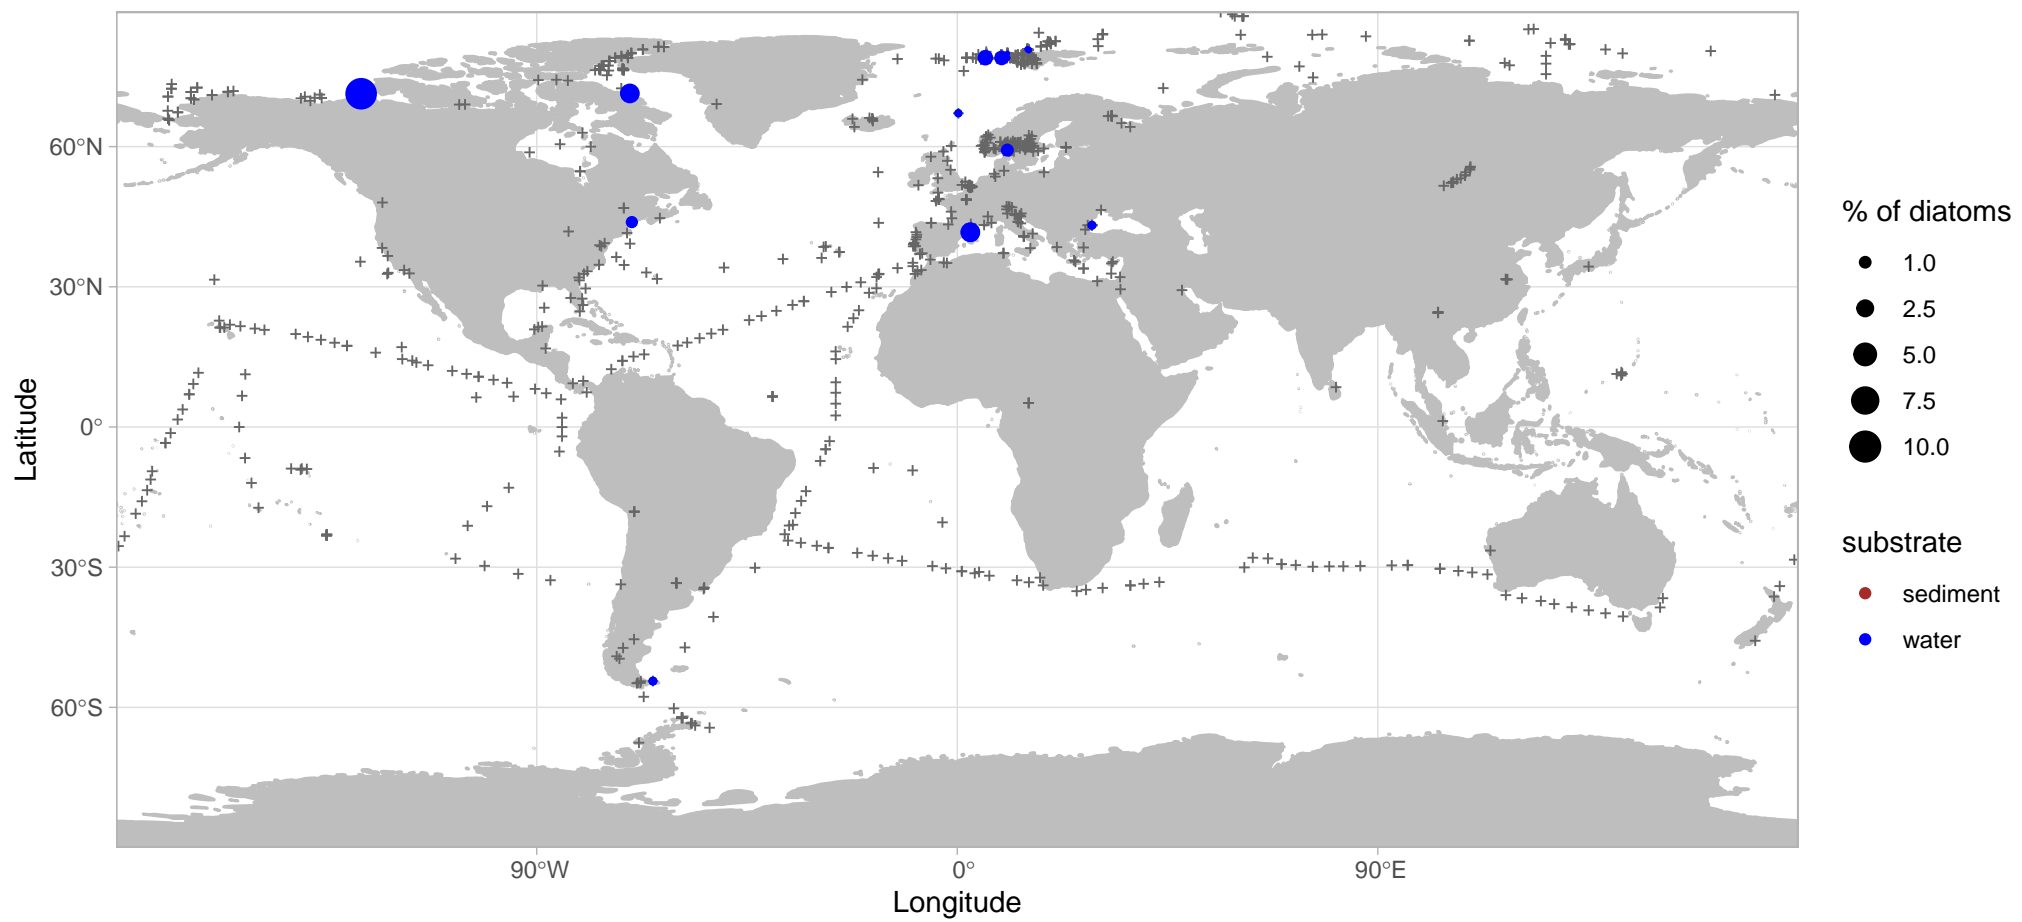 60°N
30°N
0°
30°S
60°S
Latitude
90°W
0°
90°E
Longitude
% of diatoms
1.0
2.5
5.0
7.5
10.0
substrate
sediment
water